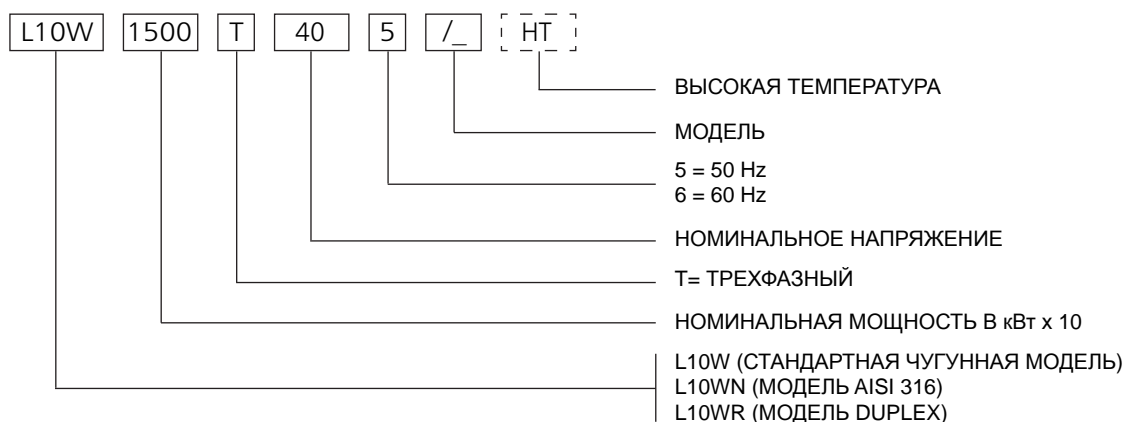 L10W 1500 T 40 5 /_ HT
ВЫСОКАЯ ТЕМПЕРАТУРА
МОДЕЛЬ
5 = 50 Hz
6 = 60 Hz
НОМИНАЛЬНОЕ НАПРЯЖЕНИЕ
T= ТРЕХФАЗНЫЙ
НОМИНАЛЬНАЯ МОЩНОСТЬ В кВт x 10
L10W (СТАНДАРТНАЯ ЧУГУННАЯ МОДЕЛЬ)
L10WN (МОДЕЛЬ AISI 316)
L10WR (МОДЕЛЬ DUPLEX)